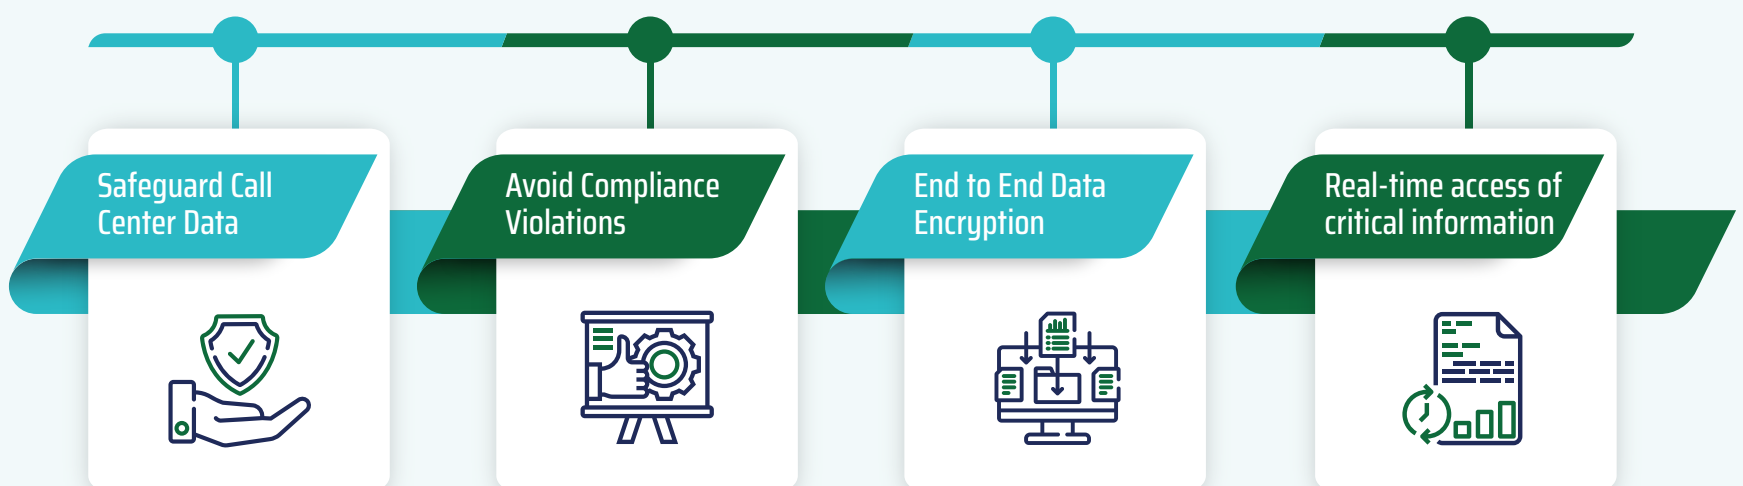 Safeguard Call
Center Data
Avoid Compliance
Violations
End to End Data
Encryption
Real-time access of
critical information